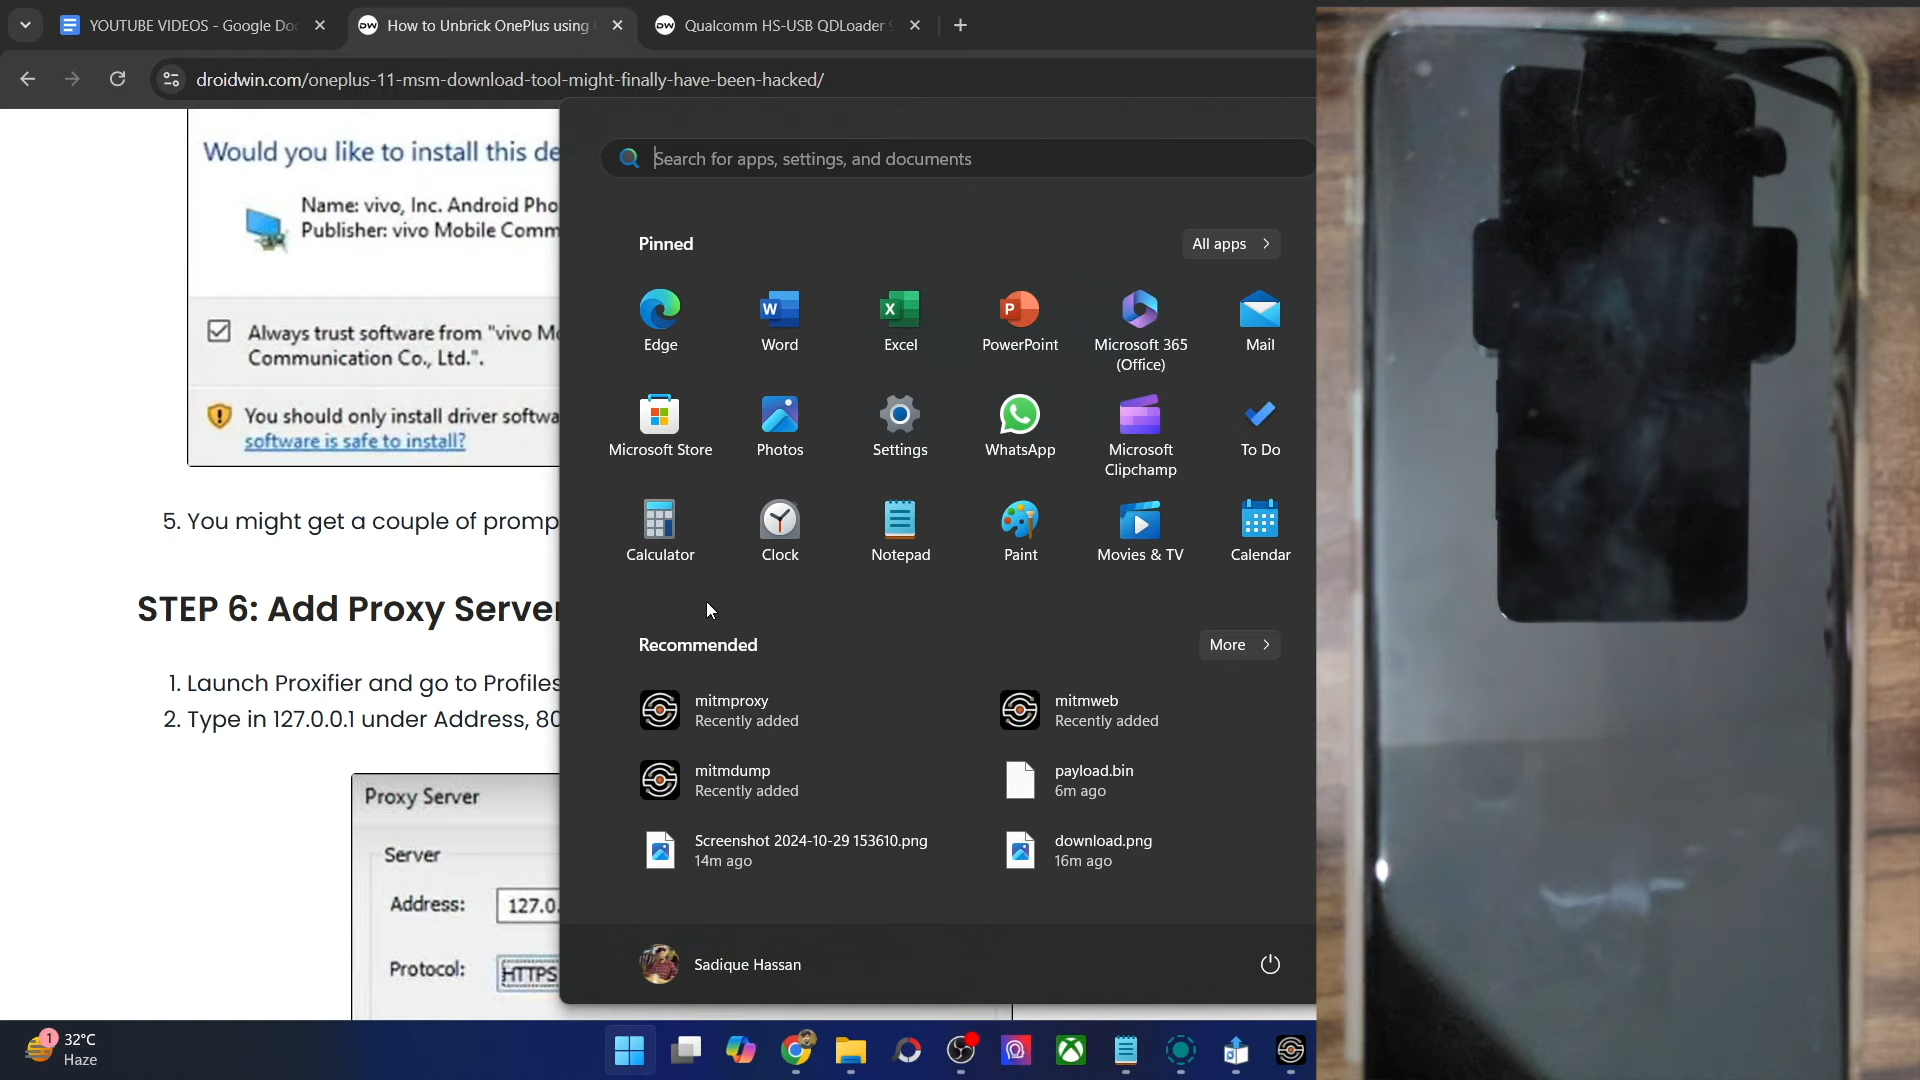 YOUTUBE VIDEOS - Google Do
How to Unbrick OnePlus using
Qualcomm HS-USB QDLoader
droidwin.com/oneplus-11-msm-download-tool-might-finally-have-been-hacked/
Would you like to install this de
Name: vivo, Inc. Android Pho
Publisher: vivo Mobile Comm
Always trust software from "vivo Mo
Communication Co., Ltd.".
You should only install driver softwa
software is safe to install?
5. You might get a couple of promp
STEP 6: Add Proxy Server
1. Launch Proxifier and go to Profiles
2. Type in 127.0.0.1 under Address, 80
Proxy Server
Server
Address:
127.0.
Protocol:
HTTPS
Search for apps, settings, and documents
Pinned
All apps
Edge
Word
Excel
PowerPoint
Microsoft 365
(Office)
Mail
Microsoft Store
Photos
Settings
WhatsApp
Microsoft
Clipchamp
To Do
Calculator
Clock
Notepad
Paint
Movies & TV
Calendar
Recommended
More
mitmproxy
Recently added
mitmweb
Recently added
mitmdump
Recently added
payload.bin
6m ago
Screenshot 2024-10-29 153610.png
14m ago
download.png
16m ago
Sadique Hassan
1
32°C
Haze